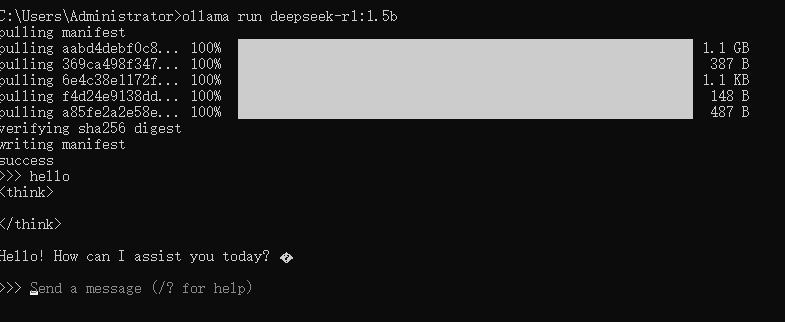 C:\Users\Administrator>ollama run deepseek-r1:1.5b
pulling manifest
pulling aabd4debf0c8... 100% 1.1 GB
pulling 369ca498f347... 100% 387 B
pulling 6e4c38e1172f... 100% 1.1 KB
pulling f4d24e9138dd... 100% 148 B
pulling a85fe2a2e58e... 100% 487 B
verifying sha256 digest
writing manifest
success
>>> hello
<think>
</think>
Hello! How can I assist you today? �
>>> Send a message (/? for help)